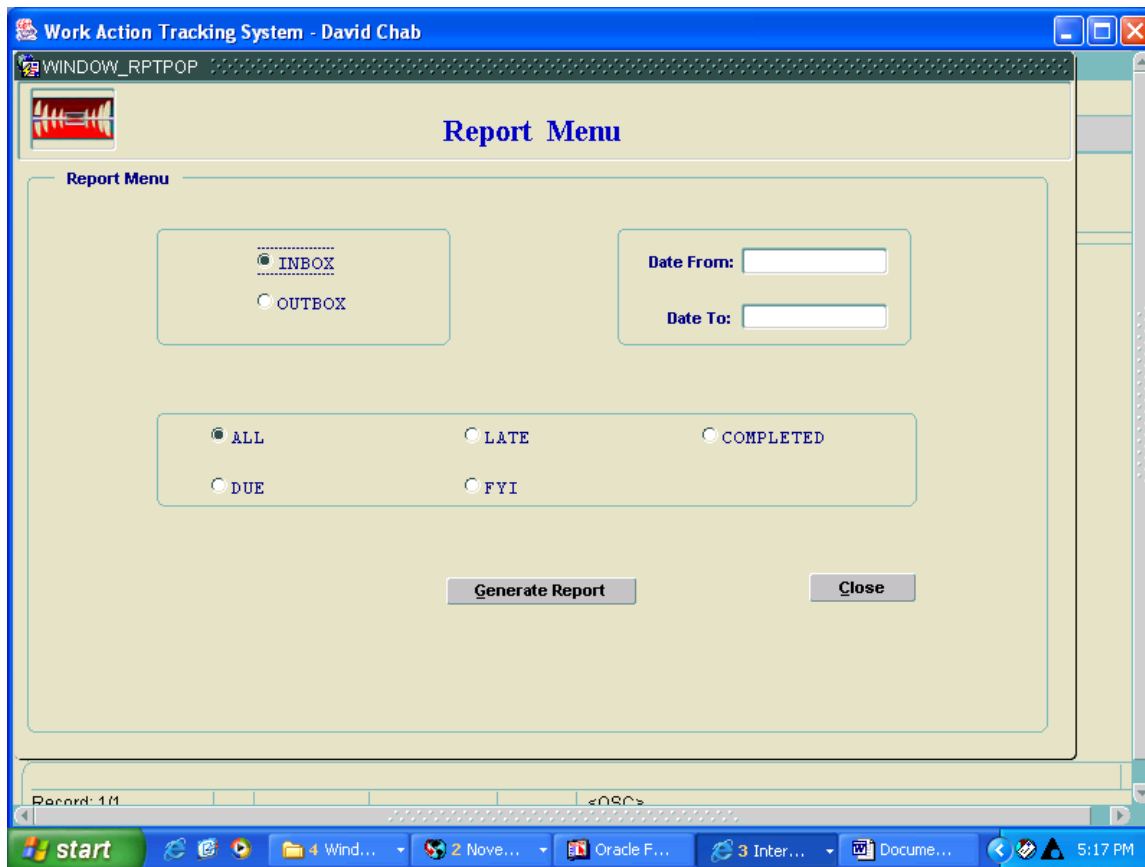 Work Action Tracking System - David Chab
WINDOW_RPTPOP
Report Menu
Report Menu
INBOX
OUTBOX
Date From:
Date To:
ALL
LATE
COMPLETED
DUE
FYI
Generate Report
Close
Record: 1/1
<OSC>
start
4 Wind...
2 Nove...
Oracle F...
3 Inter...
Docume...
5:17 PM